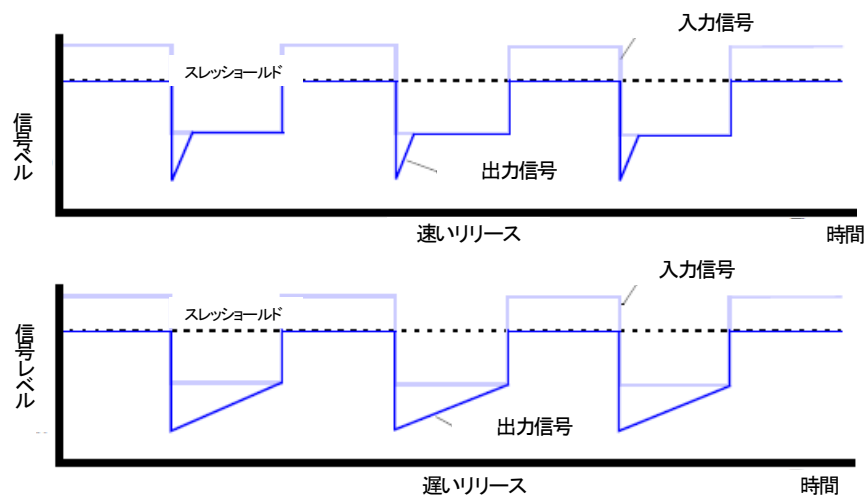 入力信号
スレッショールド
信号ベル
出力信号
速いリリース
時間
入力信号
スレッショールド
信号レベル
出力信号
遅いリリース
時間